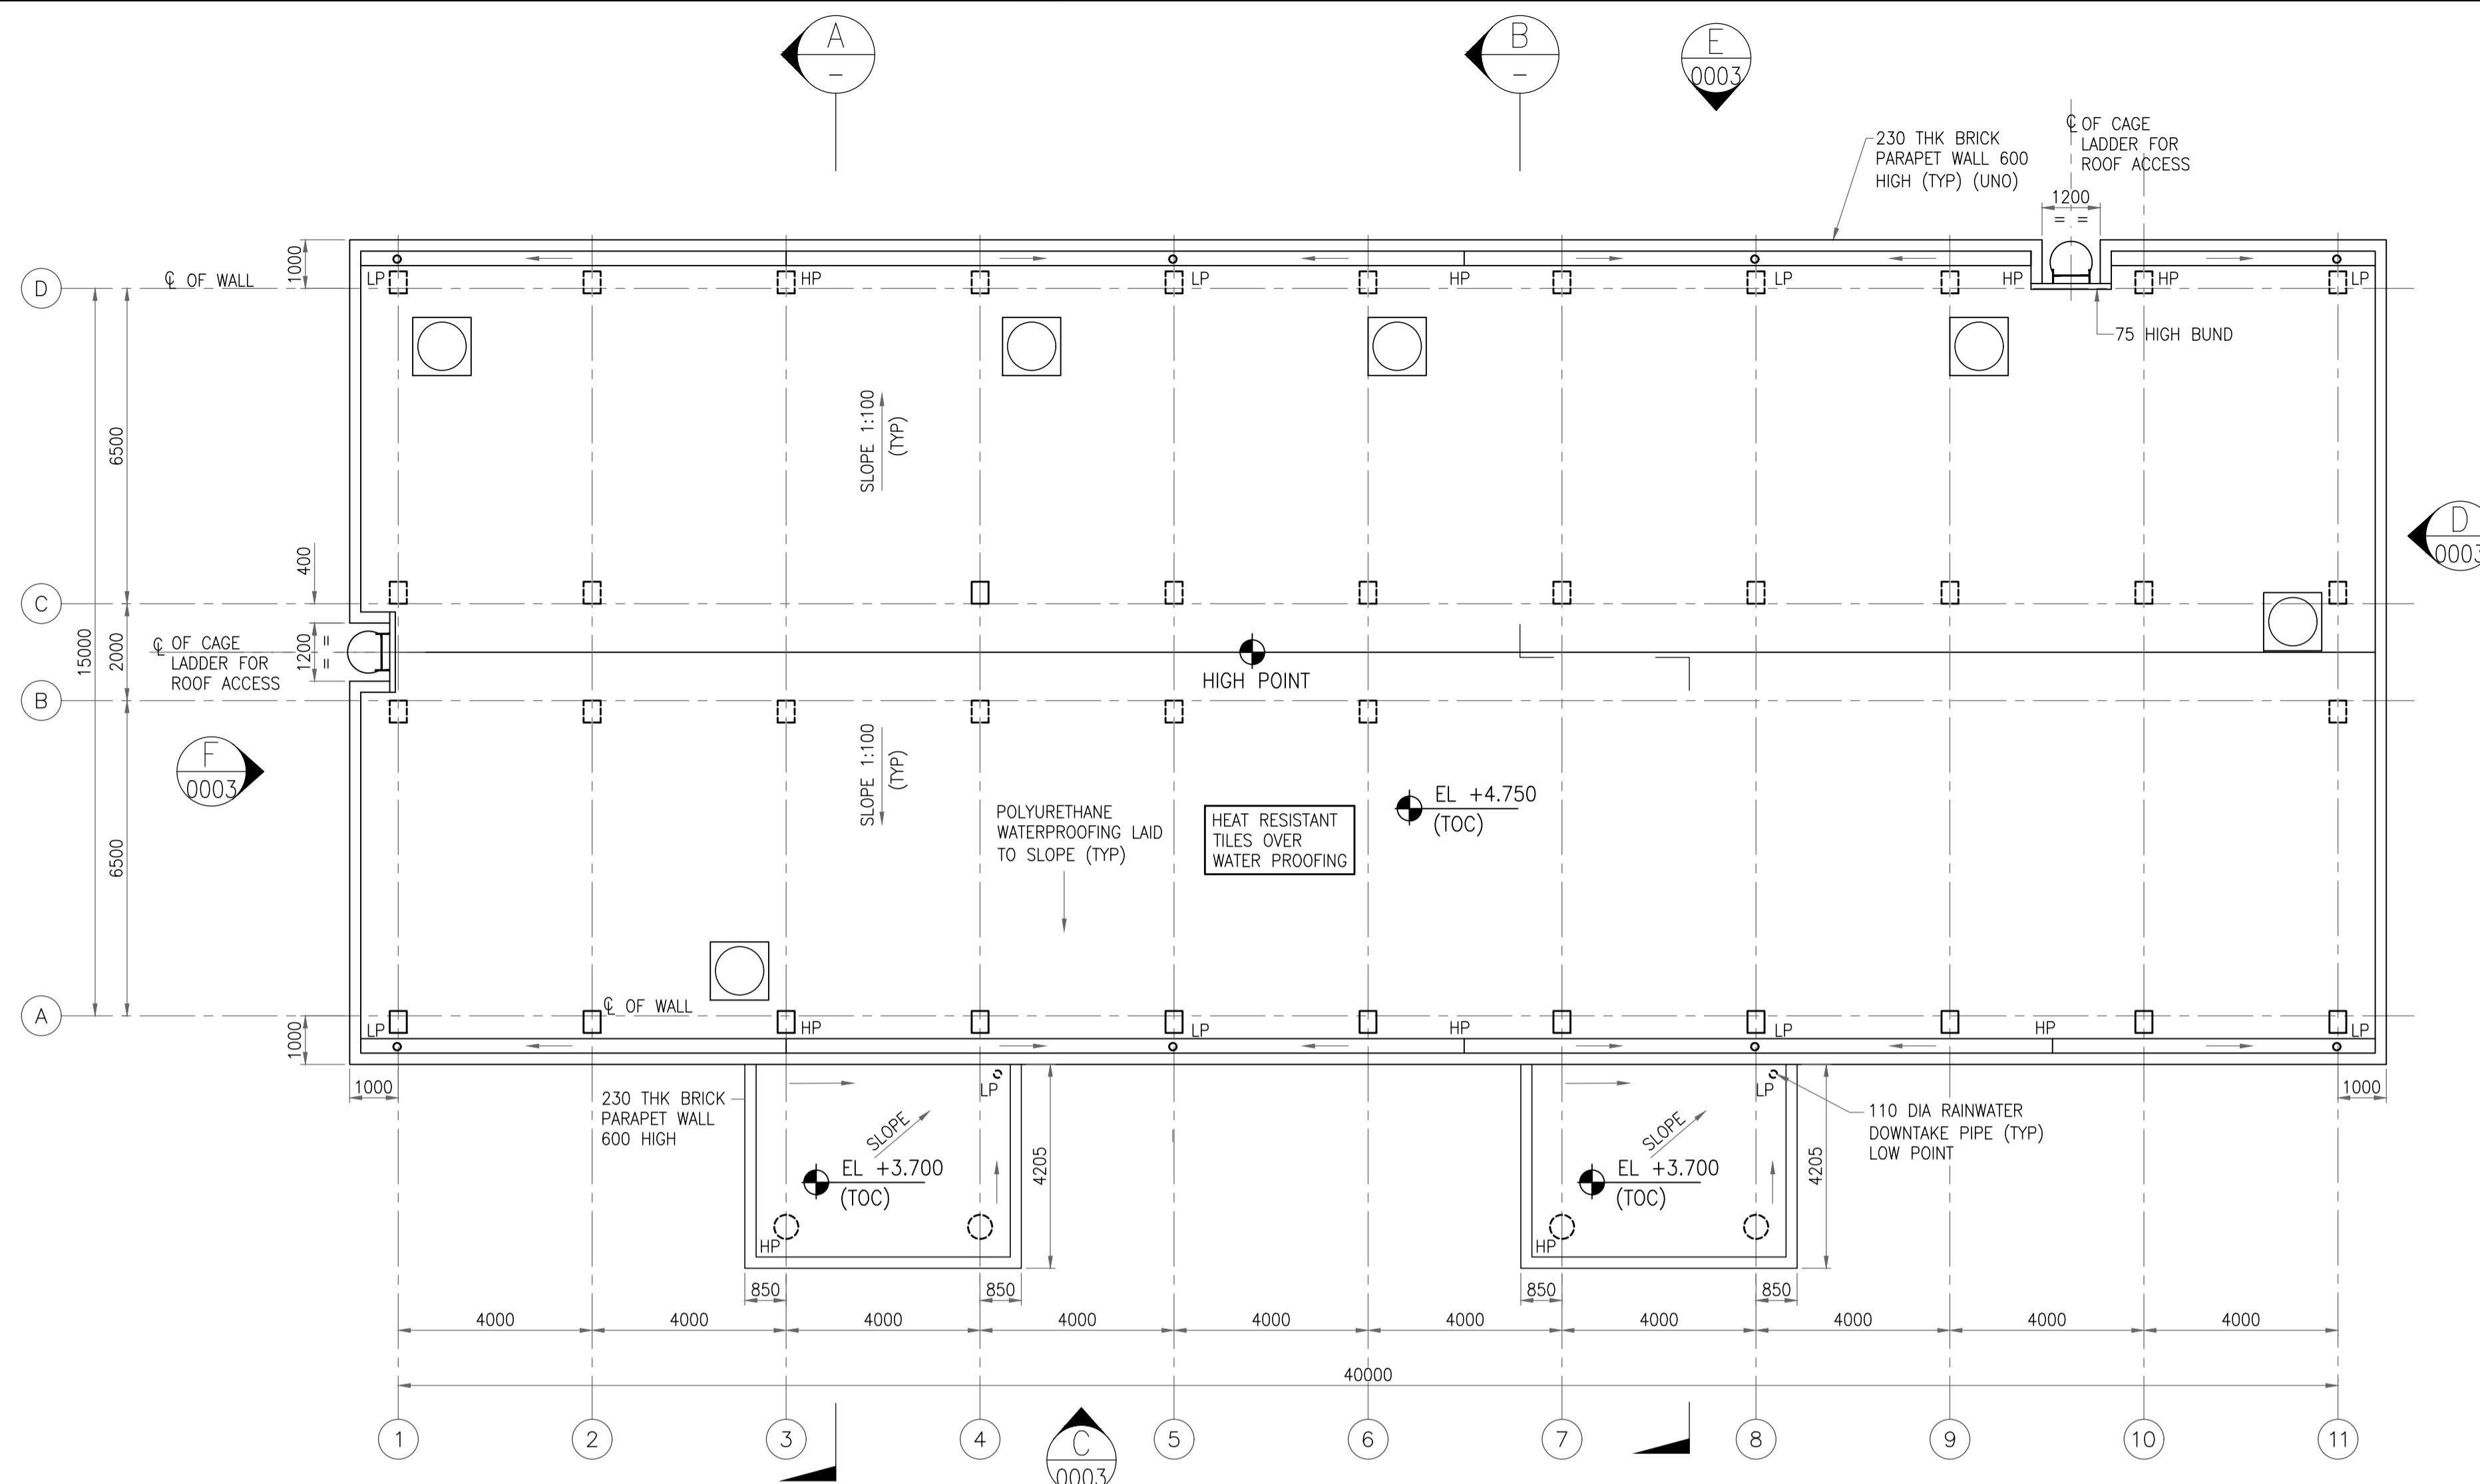 A
–
B
–
E
0003
℄ OF CAGE
LADDER FOR
ROOF ACCESS
230 THK BRICK
PARAPET WALL 600
HIGH (TYP) (UNO)
1200
= =
1000
D
℄ OF WALL
LP
HP
LP
HP
LP
HP
HP
LP
75 HIGH BUND
SLOPE 1:100
(TYP)
6500
D
0003
400
C
15000
2000
℄ OF CAGE
LADDER FOR
ROOF ACCESS
1200
= =
HIGH POINT
B
F
0003
SLOPE 1:100
(TYP)
6500
POLYURETHANE
WATERPROOFING LAID
TO SLOPE (TYP)
HEAT RESISTANT
TILES OVER
WATER PROOFING
EL +4.750
(TOC)
A
℄ OF WALL
1000
LP
HP
LP
HP
LP
HP
LP
1000
1000
230 THK BRICK
PARAPET WALL
600 HIGH
LP
SLOPE
EL +3.700
(TOC)
HP
4205
LP
SLOPE
EL +3.700
(TOC)
HP
4205
110 DIA RAINWATER
DOWNTAKE PIPE (TYP)
LOW POINT
850
850
850
850
4000
4000
4000
4000
4000
4000
4000
4000
4000
4000
40000
1
2
3
4
5
6
7
8
9
10
11
C
0003